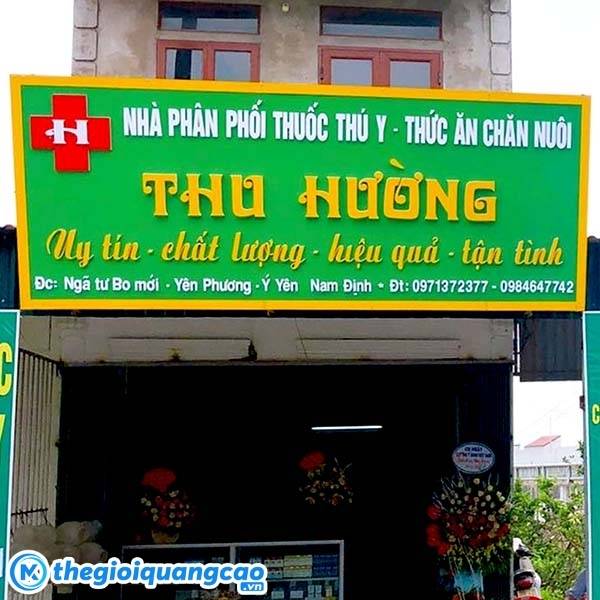 H
NHÀ PHÂN PHỐI THUỐC THÚ Y - THỨC ĂN CHĂN NUÔI
THU HƯỜNG
Uy tín - chất lượng - hiệu quả - tận tình
Đc: Ngã tư Bo mới - Yên Phương - Ý Yên Nam Định * Đt: 0971372377 - 0984647742
C
C
thegioiquangcao.vn